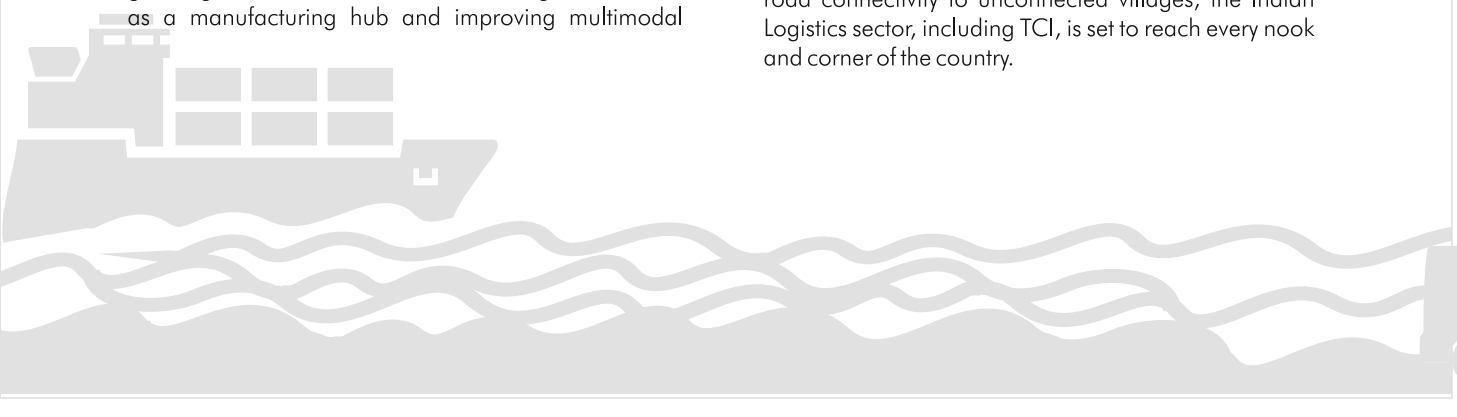 as a manufacturing hub and improving multimodal
road connectivity to unconnected villages, the Indian
Logistics sector, including TCI, is set to reach every nook
and corner of the country.